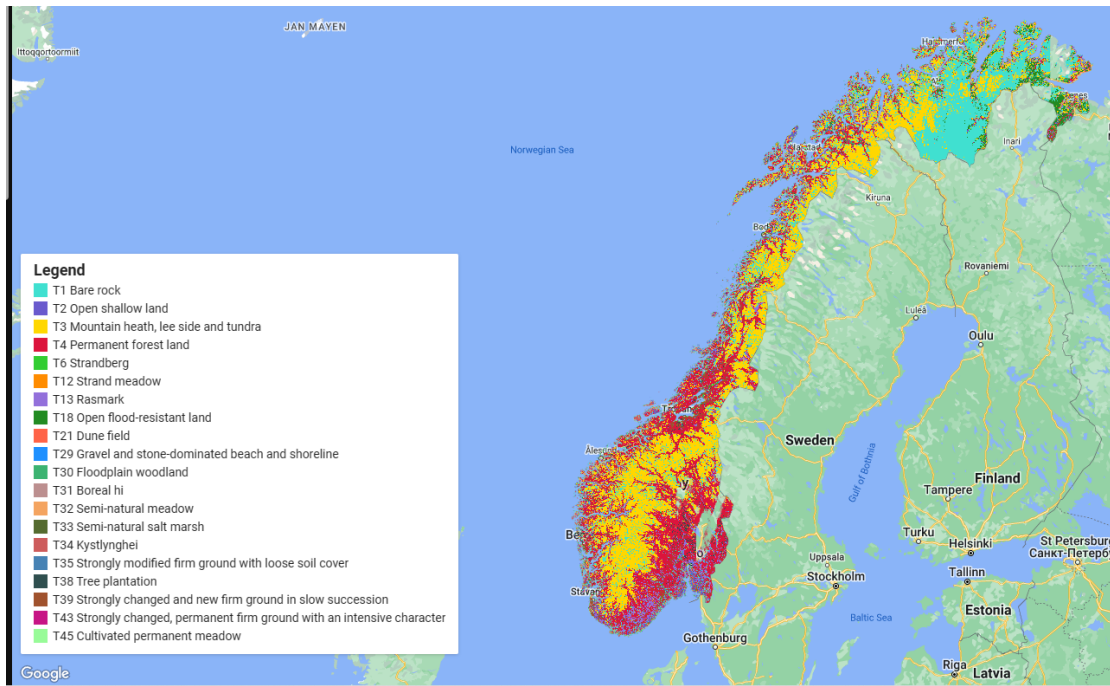 JAN MAYEN
Ittoqqortoormiit
Norwegian Sea
Inari
Kiruna
Rovaniemi
Luleå
Oulu
Sweden
Gulf of Bothnia
Finland
Tampere
Turku
Helsinki
St Petersburg
Санкт-Петербу
Uppsala
Stockholm
Tallinn
Estonia
Baltic Sea
Gothenburg
Riga
Latvia
Legend
T1 Bare rock
T2 Open shallow land
T3 Mountain heath, lee side and tundra
T4 Permanent forest land
T6 Strandberg
T12 Strand meadow
T13 Rasmark
T18 Open flood-resistant land
T21 Dune field
T29 Gravel and stone-dominated beach and shoreline
T30 Floodplain woodland
T31 Boreal hi
T32 Semi-natural meadow
T33 Semi-natural salt marsh
T34 Kystlynghei
T35 Strongly modified firm ground with loose soil cover
T38 Tree plantation
T39 Strongly changed and new firm ground in slow succession
T43 Strongly changed, permanent firm ground with an intensive character
T45 Cultivated permanent meadow
Google